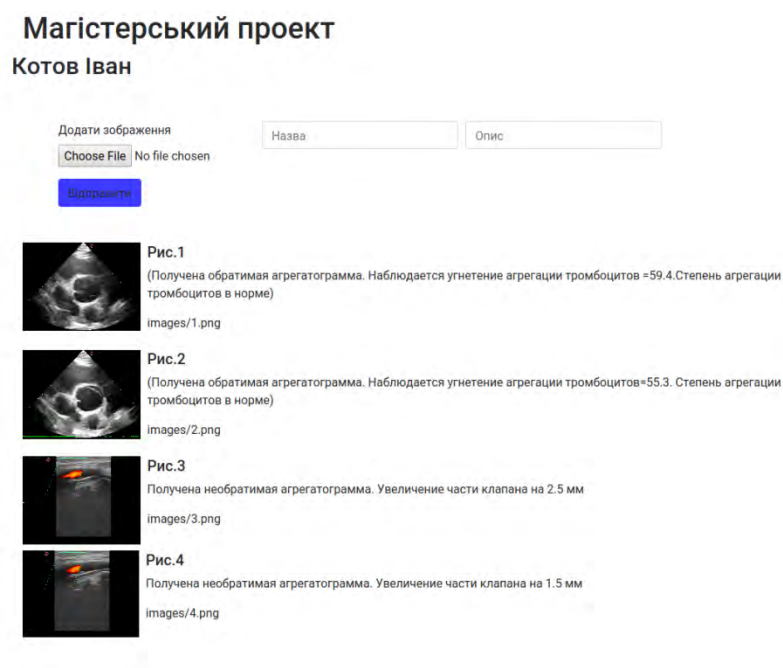 Магістерський проект
Котов Іван
Додати зображення
Назва
Опис
Choose File No file chosen
Відправити
Рис.1
(Получена обратимая агрегатограмма. Наблюдается угнетение агрегации тромбоцитов =59.4.Степень агрегации
тромбоцитов в норме)
images/1.png
Рис.2
(Получена обратимая агрегатограмма. Наблюдается угнетение агрегации тромбоцитов=55.3. Степень агрегации
тромбоцитов в норме)
images/2.png
Рис.3
Получена необратимая агрегатограмма. Увеличение части клапана на 2.5 мм
images/3.png
Рис.4
Получена необратимая агрегатограмма. Увеличение части клапана на 1.5 мм
images/4.png